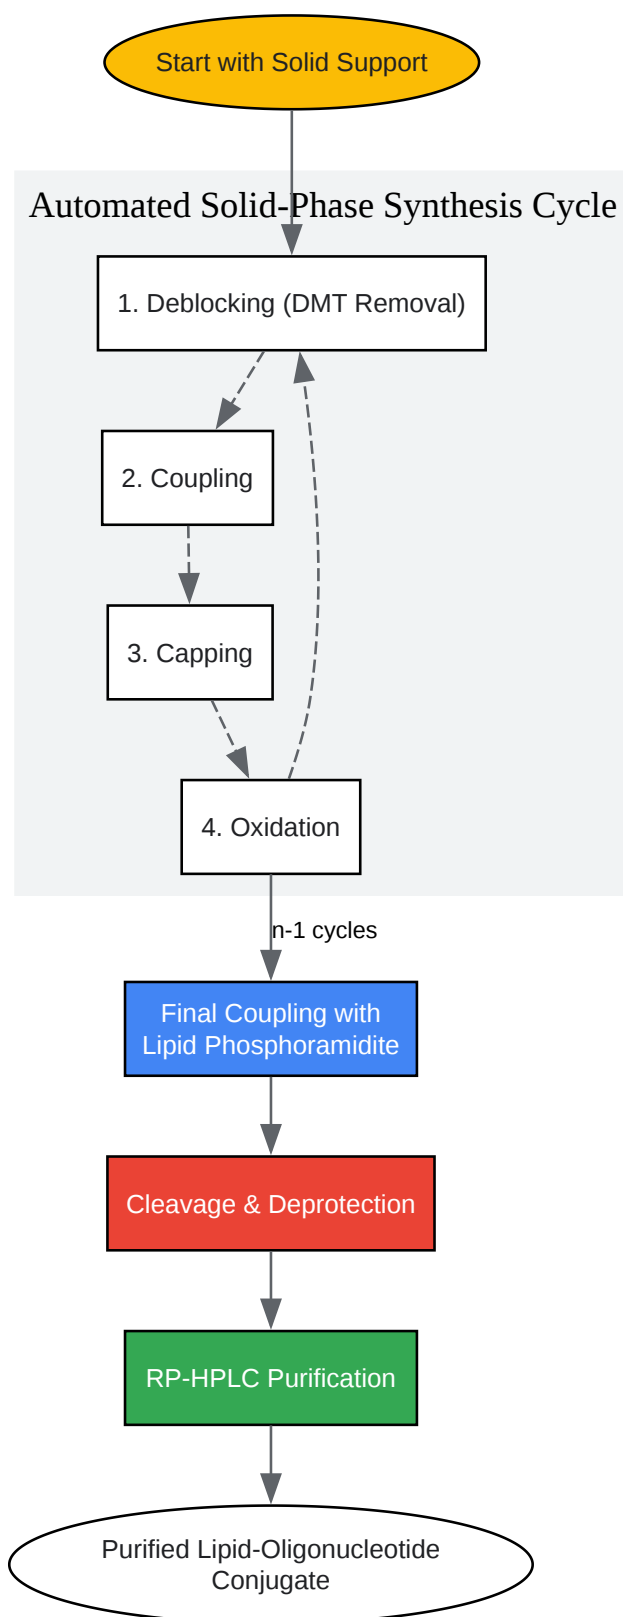 Start with Solid Support
Automated Solid-Phase Synthesis Cycle
1. Deblocking (DMT Removal)
2. Coupling
3. Capping
4. Oxidation
n-1 cycles
Final Coupling with
Lipid Phosphoramidite
Cleavage & Deprotection
RP-HPLC Purification
Purified Lipid-Oligonucleotide
Conjugate